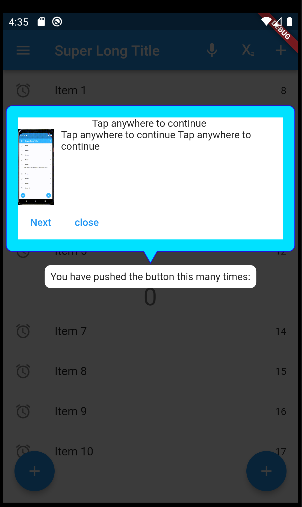 4:35
DEBUG
Super Long Title
X₁
Item 1 8
Tap anywhere to continue
Tap anywhere to continue Tap anywhere to
continue
Next close
12
You have pushed the button this many times:
0
Item 7 14
Item 8 15
Item 9 16
Item 10 17